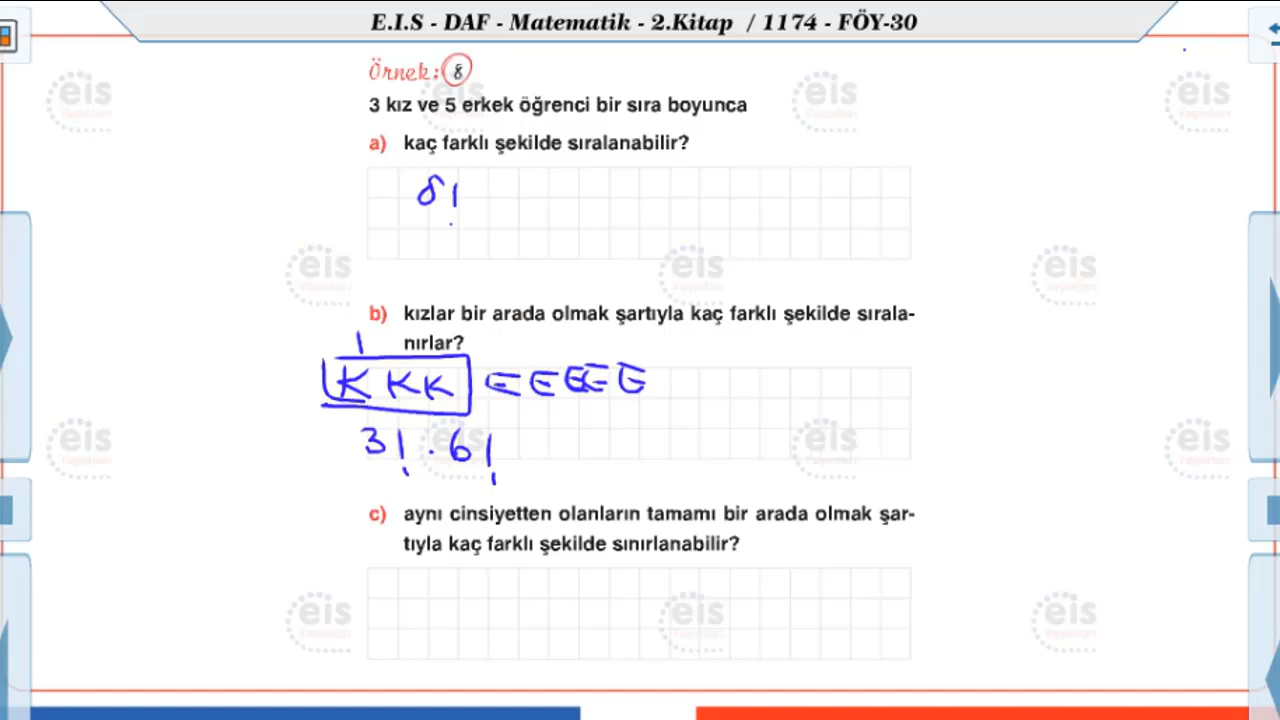 E.I.S - DAF - Matematik - 2.Kitap / 1174 - FÖY-30
Örnek: 8
3 kız ve 5 erkek öğrenci bir sıra boyunca
a) kaç farklı şekilde sıralanabilir?
8!
b) kızlar bir arada olmak şartıyla kaç farklı şekilde sırala-
nırlar?
1
K K K E E E E E
3! . 6!
c) aynı cinsiyetten olanların tamamı bir arada olmak şar-
tıyla kaç farklı şekilde sınırlanabilir?